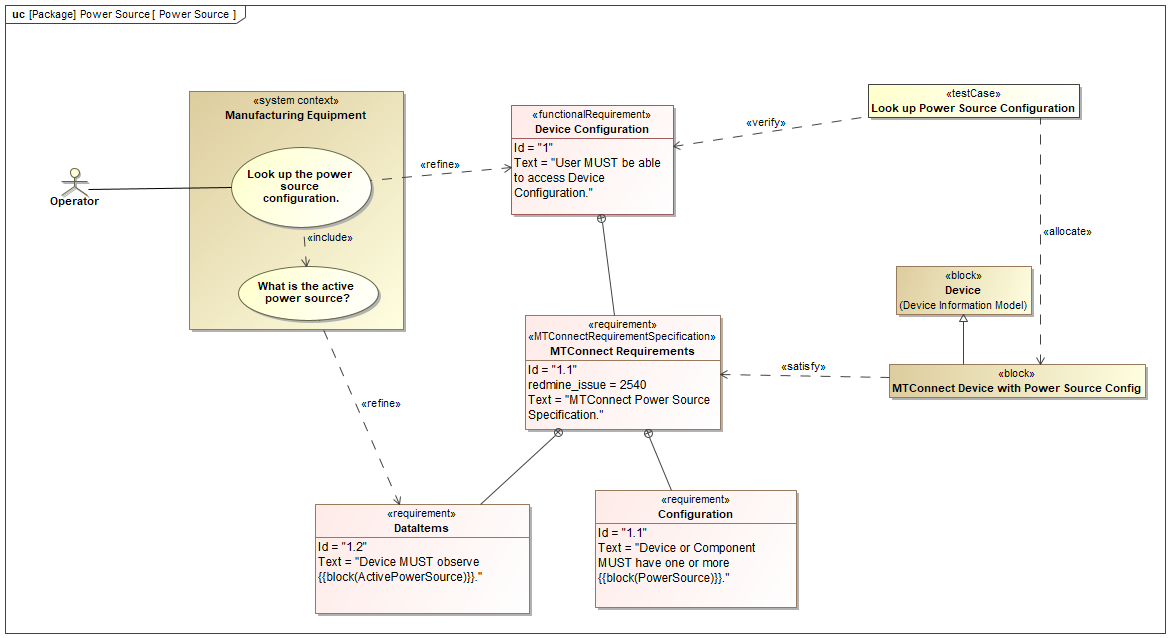 uc [Package] Power Source [ Power Source ]
«system context»
Manufacturing Equipment
Look up the power
source
configuration.
«include»
What is the active
power source?
Operator
«refine»
«functionalRequirement»
Device Configuration
Id = "1"
Text = "User MUST be able
to access Device
Configuration."
«verify»
«testCase»
Look up Power Source Configuration
«allocate»
«block»
Device
(Device Information Model)
«requirement»
«MTConnectRequirementSpecification»
MTConnect Requirements
Id = "1.1"
redmine_issue = 2540
Text = "MTConnect Power Source
Specification."
«satisfy»
«block»
MTConnect Device with Power Source Config
«refine»
«requirement»
DataItems
Id = "1.2"
Text = "Device MUST observe
{{block(ActivePowerSource)}}."
«requirement»
Configuration
Id = "1.1"
Text = "Device or Component
MUST have one or more
{{block(PowerSource)}}."